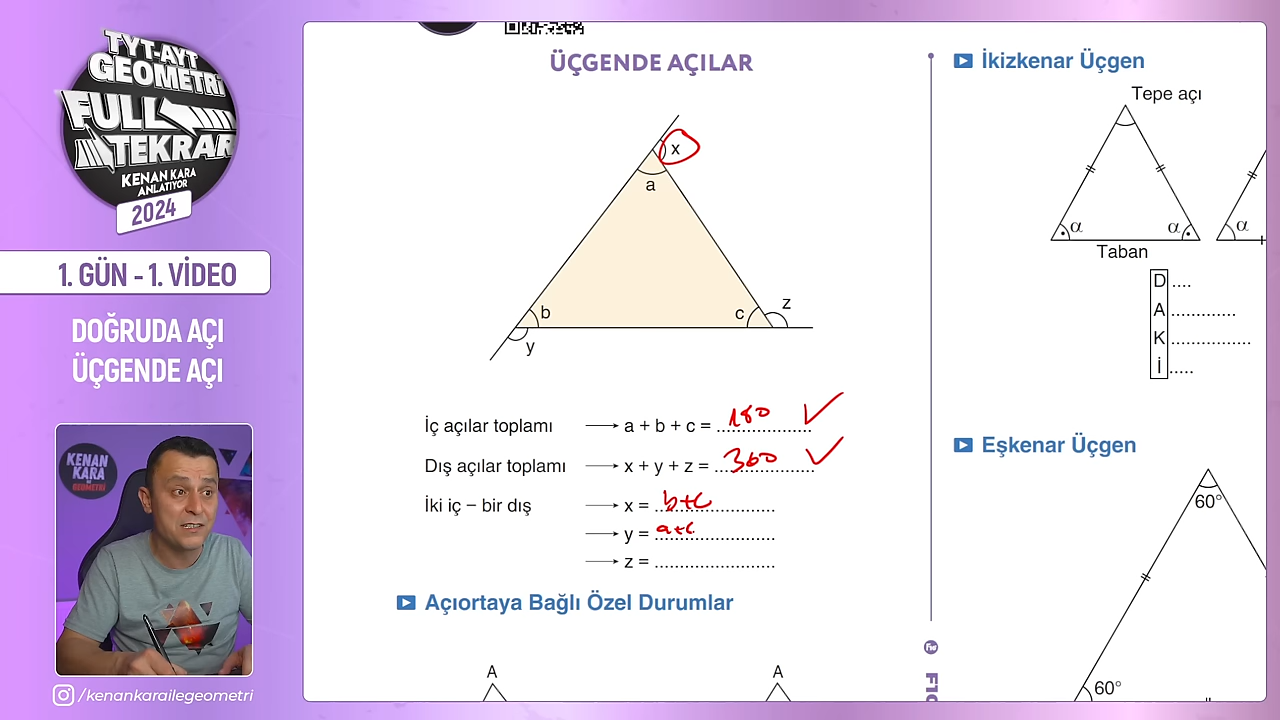 TYT-AYT
GEOMETRİ
FULL
TEKRAR
KENAN KARA
ANLATIYOR
2024
1. GÜN - 1. VİDEO
DOĞRUDA AÇI
ÜÇGENDE AÇI
KENAN
KARA
GEOMETRİ
/kenankarailegeometri
ÜÇGENDE AÇILAR
x
a
b
c
z
y
İç açılar toplamı → a + b + c = 180
Dış açılar toplamı → x + y + z = 360
İki iç – bir dış → x = b+c
→ y = a+c
→ z = ......................
Açıortaya Bağlı Özel Durumlar
A
A
İkizkenar Üçgen
Tepe açı
α
α
α
Taban
D ....
A .............
K ................
İ .....
Eşkenar Üçgen
60°
60°